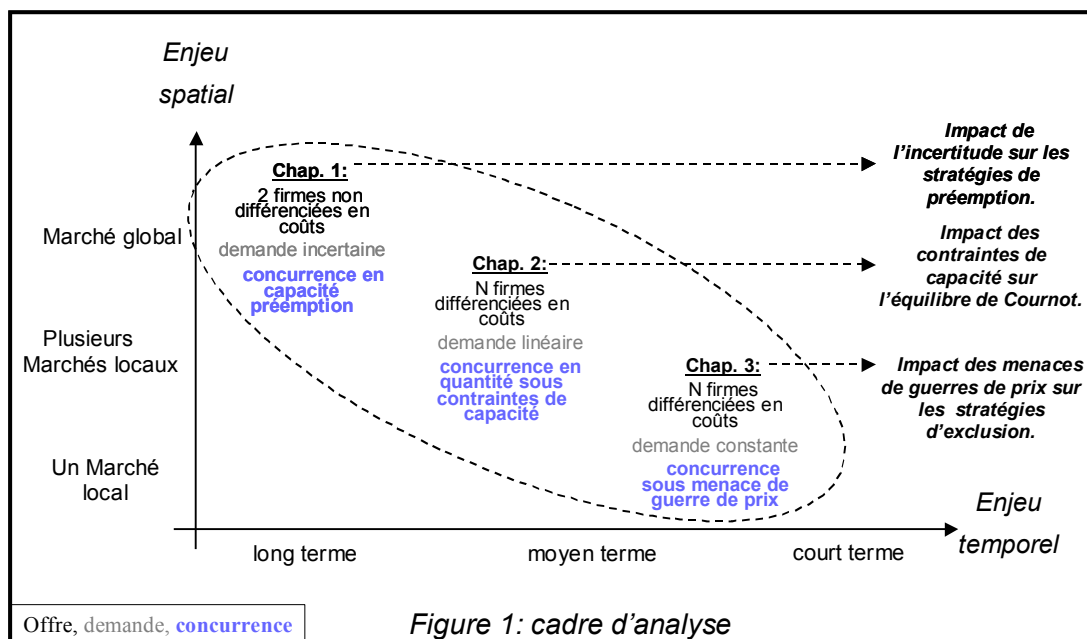 Enjeu
spatial
Marché global
Plusieurs
Marchés locaux
Un Marché
local
Chap. 1:
2 firmes non
différenciées en
coûts
demande incertaine
concurrence en
capacité
préemption
Chap. 2:
N firmes
différenciées en
coûts
demande linéaire
concurrence en
quantité sous
contraintes de
capacité
Chap. 3:
N firmes
différenciées en
coûts
demande constante
concurrence
sous menace de
guerre de prix
Impact de
l'incertitude sur les
stratégies de
préemption.
Impact des
contraintes de
capacité sur
l'équilibre de Cournot.
Impact des menaces
de guerres de prix sur
les stratégies
d'exclusion.
Enjeu
temporel
long terme
moyen terme
court terme
Offre, demande, concurrence
Figure 1: cadre d'analyse